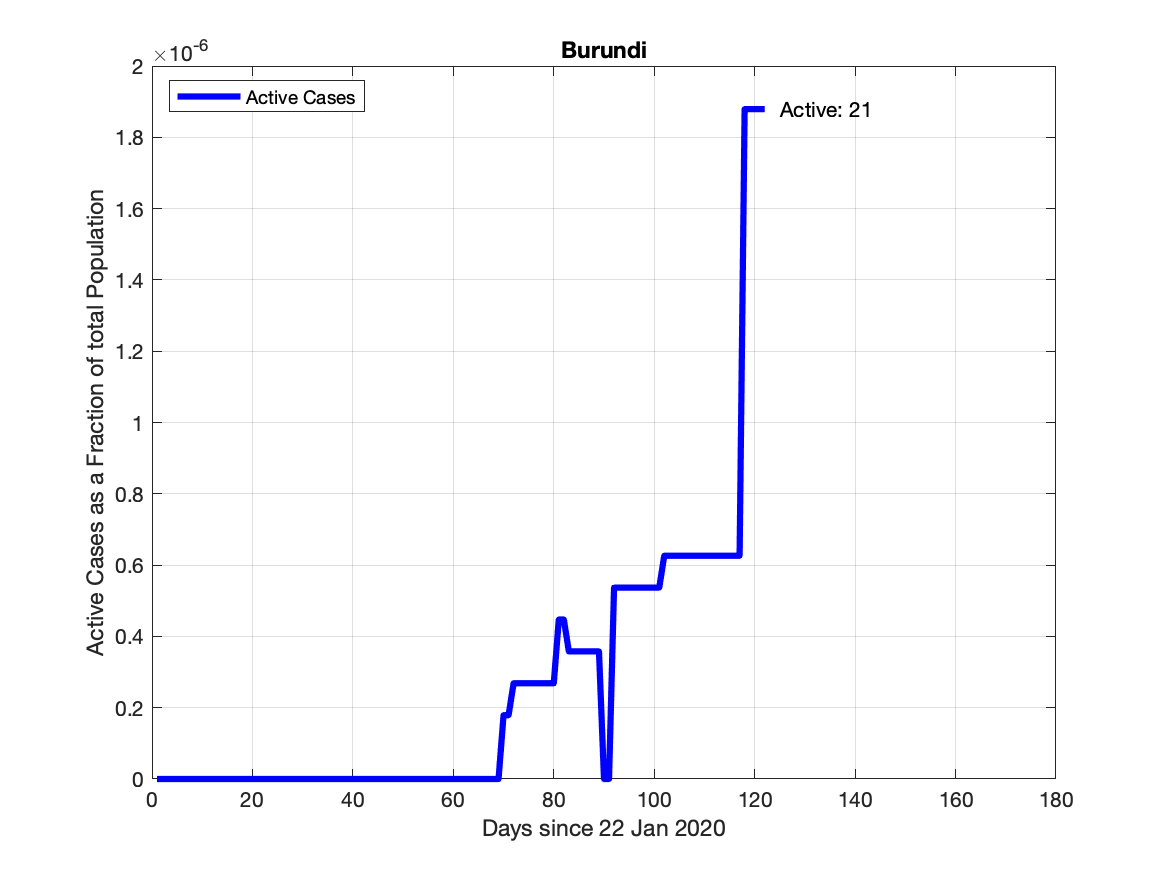 Burundi
×10-6
Active Cases
Active: 21
2
1.8
1.6
1.4
1.2
1
0.8
0.6
0.4
0.2
0
Active Cases as a Fraction of total Population
0 20 40 60 80 100 120 140 160 180
Days since 22 Jan 2020